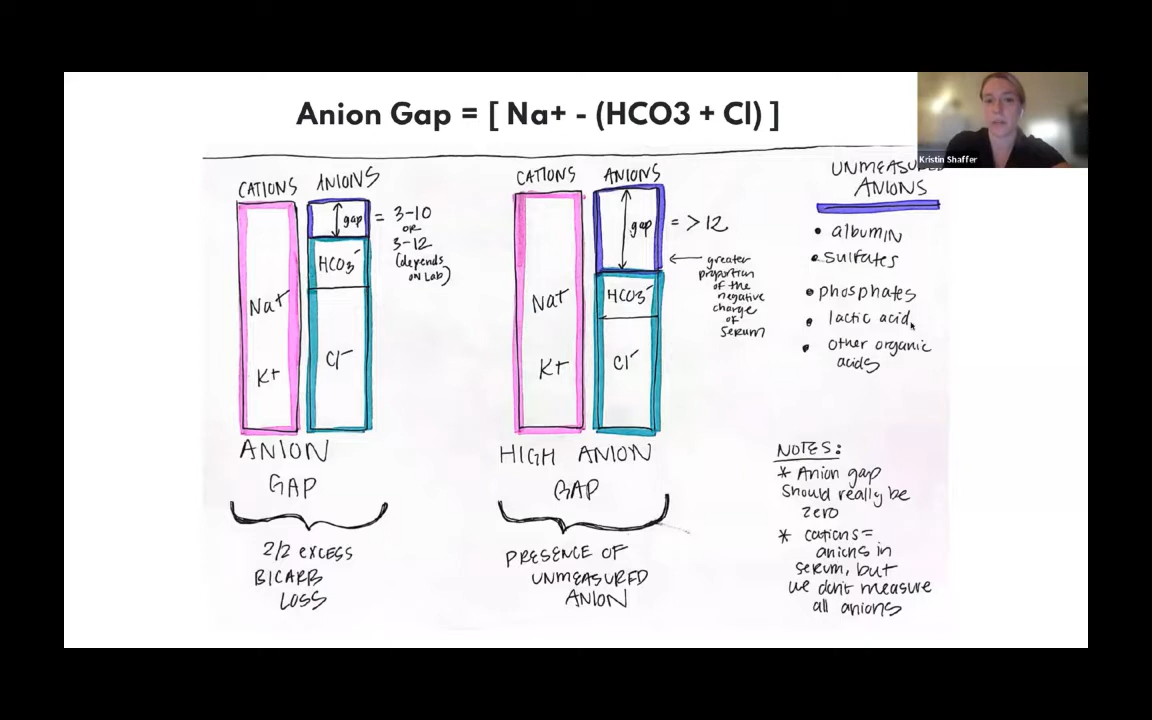 Anion Gap = [ Na+ - (HCO3 + Cl) ]
Kristin Shaffer
CATIONS
ANIONS
gap
= 3-10
OR
3-12
(depends
on Lab)
HCO3⁻
Na+
Cl⁻
K+
ANION
GAP
2/2 EXCESS
BICARB
LOSS
CATIONS
ANIONS
gap
= >12
greater
proportion
of the
negative
charge
of
serum
HCO3⁻
Na+
Cl⁻
K+
HIGH ANION
GAP
PRESENCE OF
UNMEASURED
ANION
UNMEASURED
ANIONS
• albumin
• sulfates
• phosphates
• lactic acid
• other organic
acids
NOTES:
* Anion gap
should really be
zero
* cations =
anions in
serum, but
we don't measure
all anions